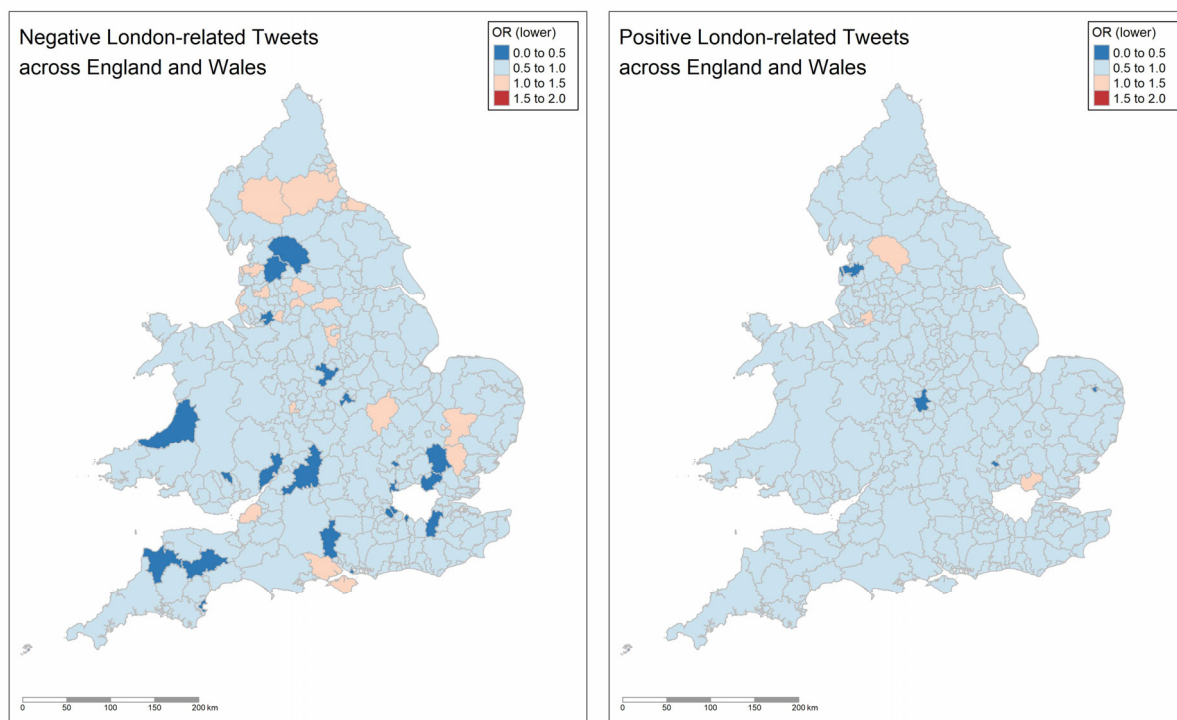 Negative London-related Tweets
across England and Wales
OR (lower)
0.0 to 0.5
0.5 to 1.0
1.0 to 1.5
1.5 to 2.0
0 50 100 150 200 km
Positive London-related Tweets
across England and Wales
OR (lower)
0.0 to 0.5
0.5 to 1.0
1.0 to 1.5
1.5 to 2.0
0 50 100 150 200 km